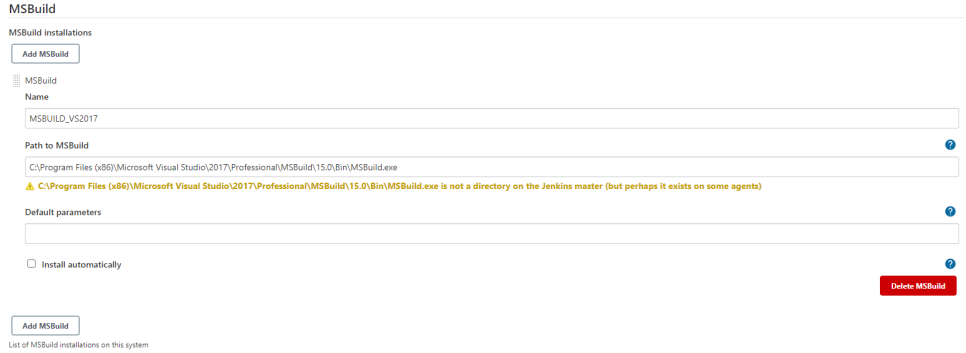 MSBuild
MSBuild installations
Add MSBuild
MSBuild
Name
MSBUILD_VS2017
Path to MSBuild
?
C:\Program Files (x86)\Microsoft Visual Studio\2017\Professional\MSBuild\15.0\Bin\MSBuild.exe
C:\Program Files (x86)\Microsoft Visual Studio\2017\Professional\MSBuild\15.0\Bin\MSBuild.exe is not a directory on the Jenkins master (but perhaps it exists on some agents)
Default parameters
?
Install automatically
?
Delete MSBuild
Add MSBuild
List of MSBuild installations on this system